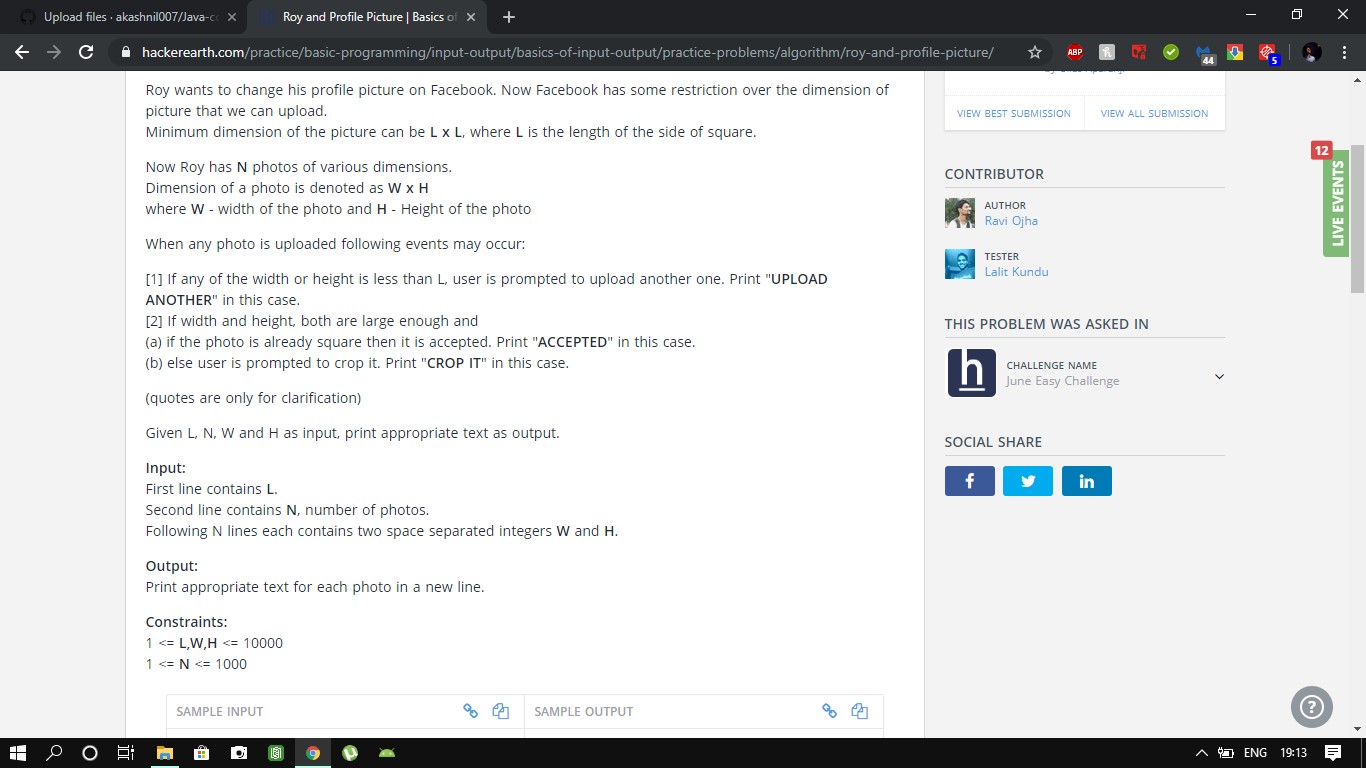 Upload files · akashnil007/Java-c
Roy and Profile Picture | Basics of
hackerearth.com/practice/basic-programming/input-output/basics-of-input-output/practice-problems/algorithm/roy-and-profile-picture/
ABP
44
5
Roy wants to change his profile picture on Facebook. Now Facebook has some restriction over the dimension of
picture that we can upload.
Minimum dimension of the picture can be L x L, where L is the length of the side of square.
Now Roy has N photos of various dimensions.
Dimension of a photo is denoted as W x H
where W - width of the photo and H - Height of the photo
When any photo is uploaded following events may occur:
[1] If any of the width or height is less than L, user is prompted to upload another one. Print "UPLOAD
ANOTHER" in this case.
[2] If width and height, both are large enough and
(a) if the photo is already square then it is accepted. Print "ACCEPTED" in this case.
(b) else user is prompted to crop it. Print "CROP IT" in this case.
(quotes are only for clarification)
Given L, N, W and H as input, print appropriate text as output.
Input:
First line contains L.
Second line contains N, number of photos.
Following N lines each contains two space separated integers W and H.
Output:
Print appropriate text for each photo in a new line.
Constraints:
1 <= L,W,H <= 10000
1 <= N <= 1000
SAMPLE INPUT
SAMPLE OUTPUT
VIEW BEST SUBMISSION
VIEW ALL SUBMISSION
CONTRIBUTOR
AUTHOR
Ravi Ojha
TESTER
Lalit Kundu
THIS PROBLEM WAS ASKED IN
h
CHALLENGE NAME
June Easy Challenge
SOCIAL SHARE
f
in
12
LIVE EVENTS
?
ENG
19:13